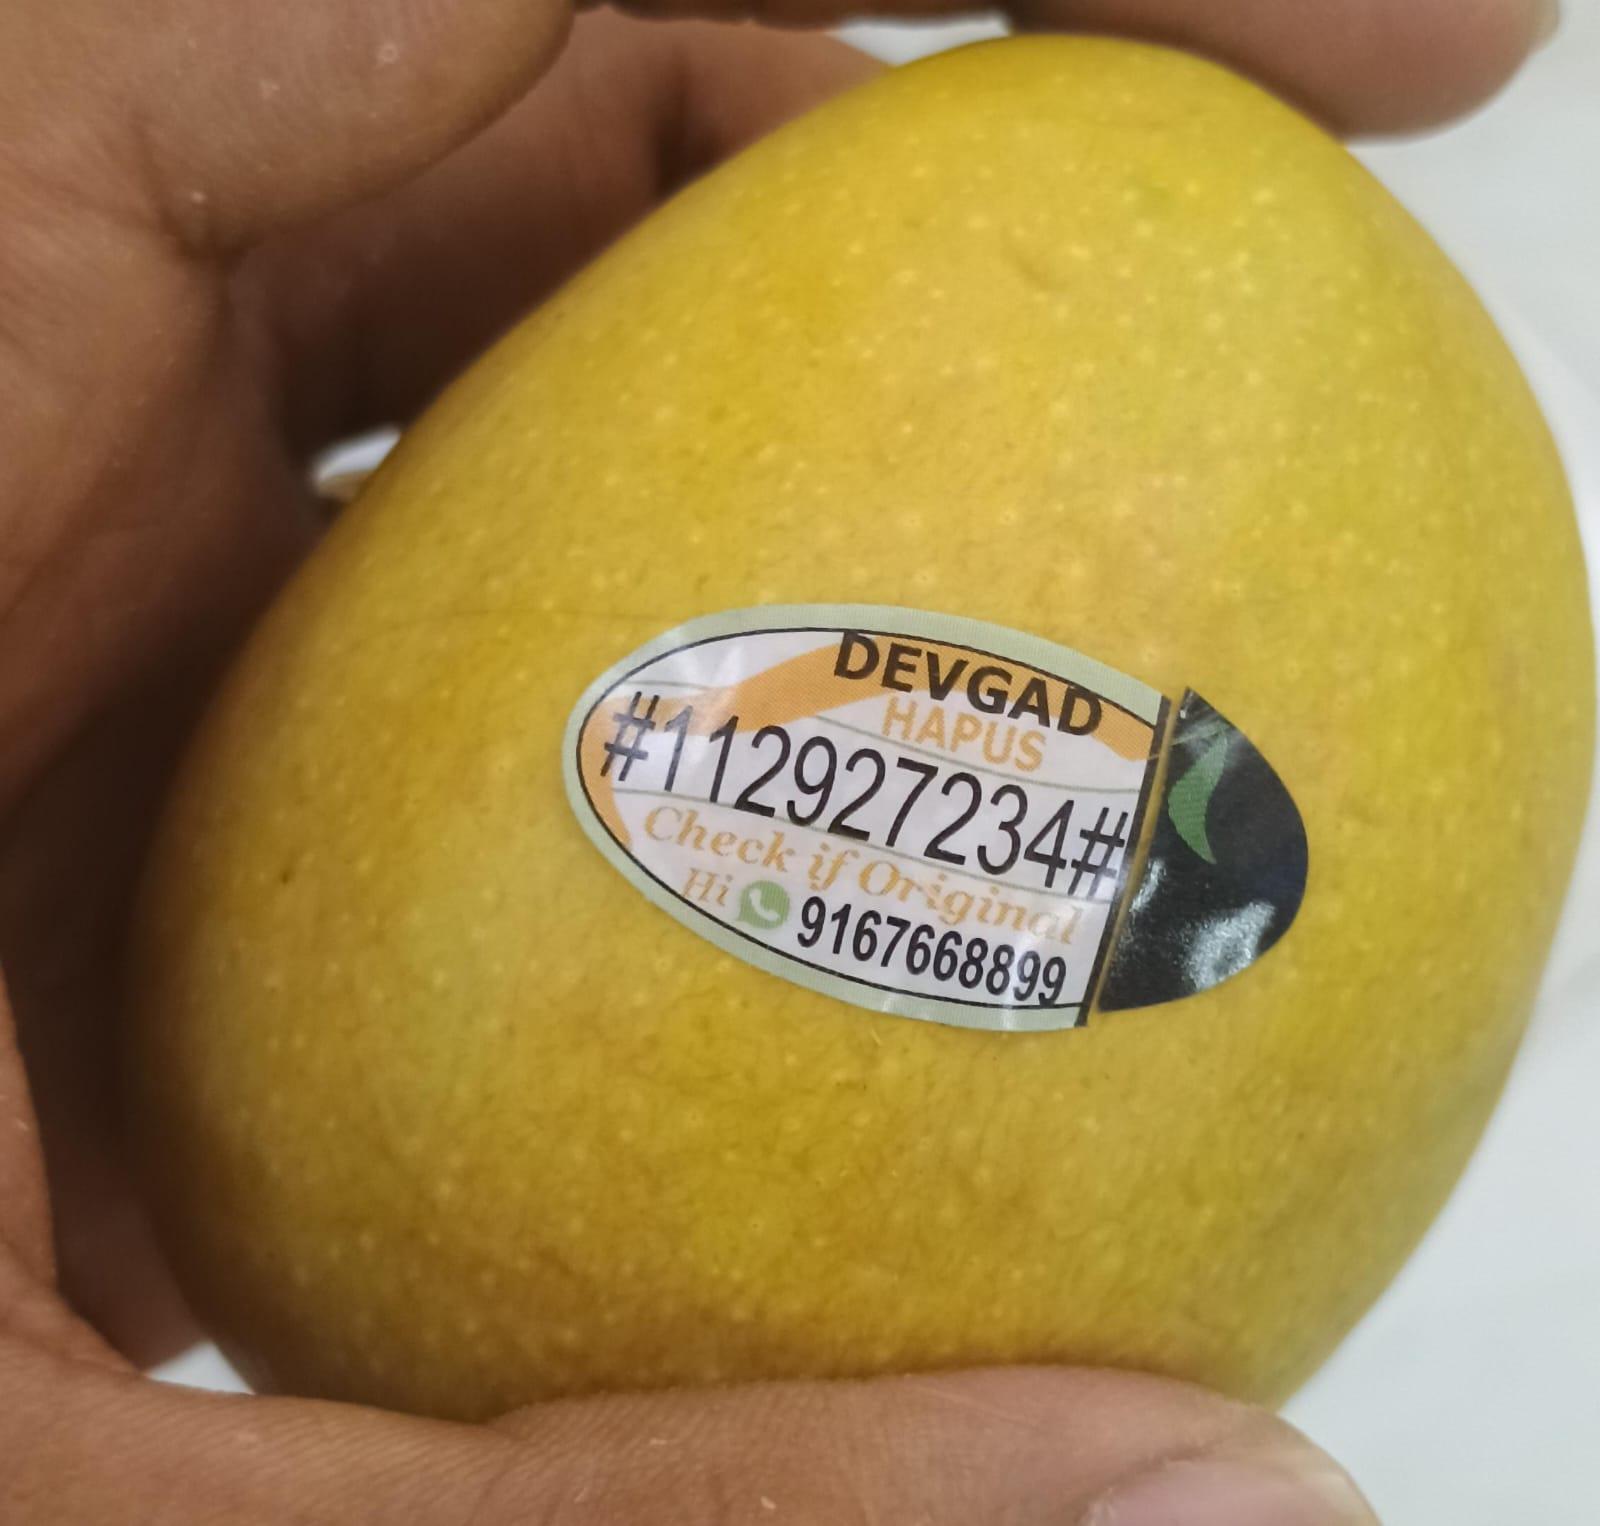 DEVGAD
HAPUS
#112927234#
Check if Original
Hi 9167668899